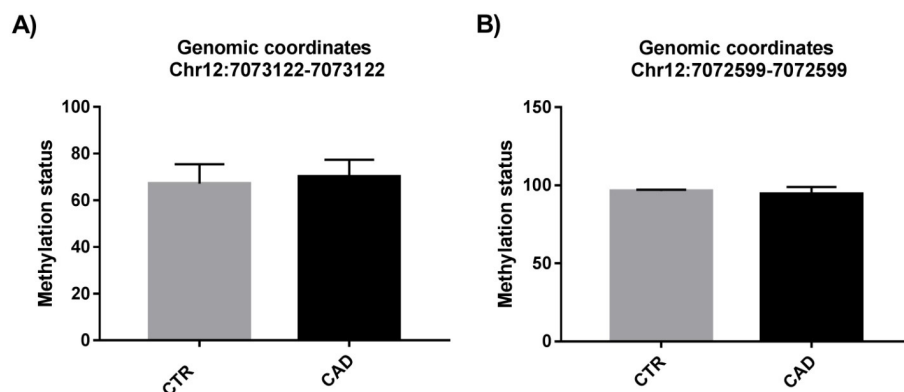 A)
Genomic coordinates
Chr12:7073122-7073122
Methylation status
100
80
60
40
20
0
CTR
CAD
B)
Genomic coordinates
Chr12:7072599-7072599
Methylation status
150
100
50
0
CTR
CAD